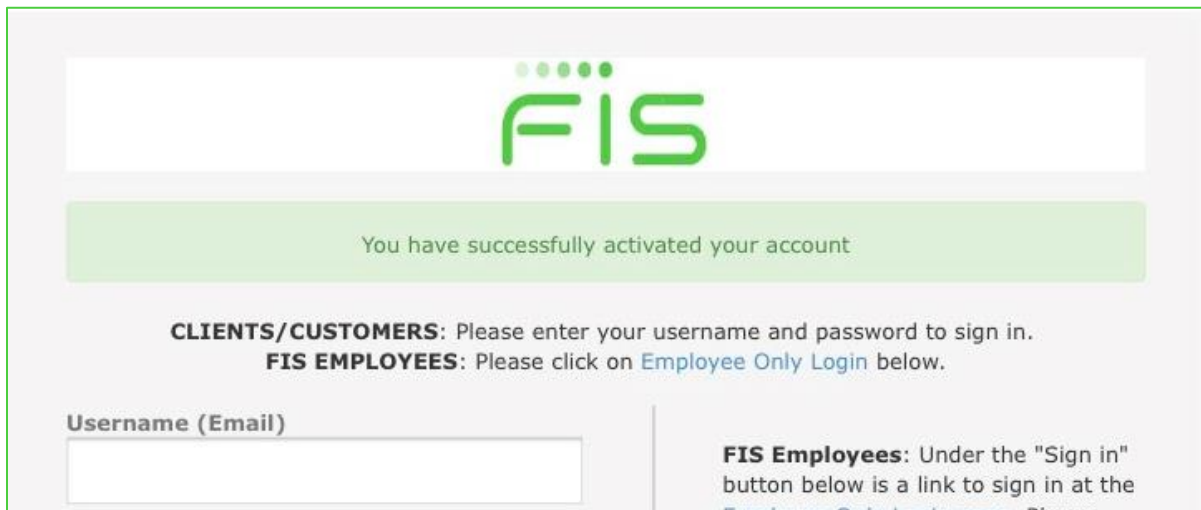 FIS
You have successfully activated your account
CLIENTS/CUSTOMERS: Please enter your username and password to sign in.
FIS EMPLOYEES: Please click on Employee Only Login below.
Username (Email)
FIS Employees: Under the "Sign in"
button below is a link to sign in at the